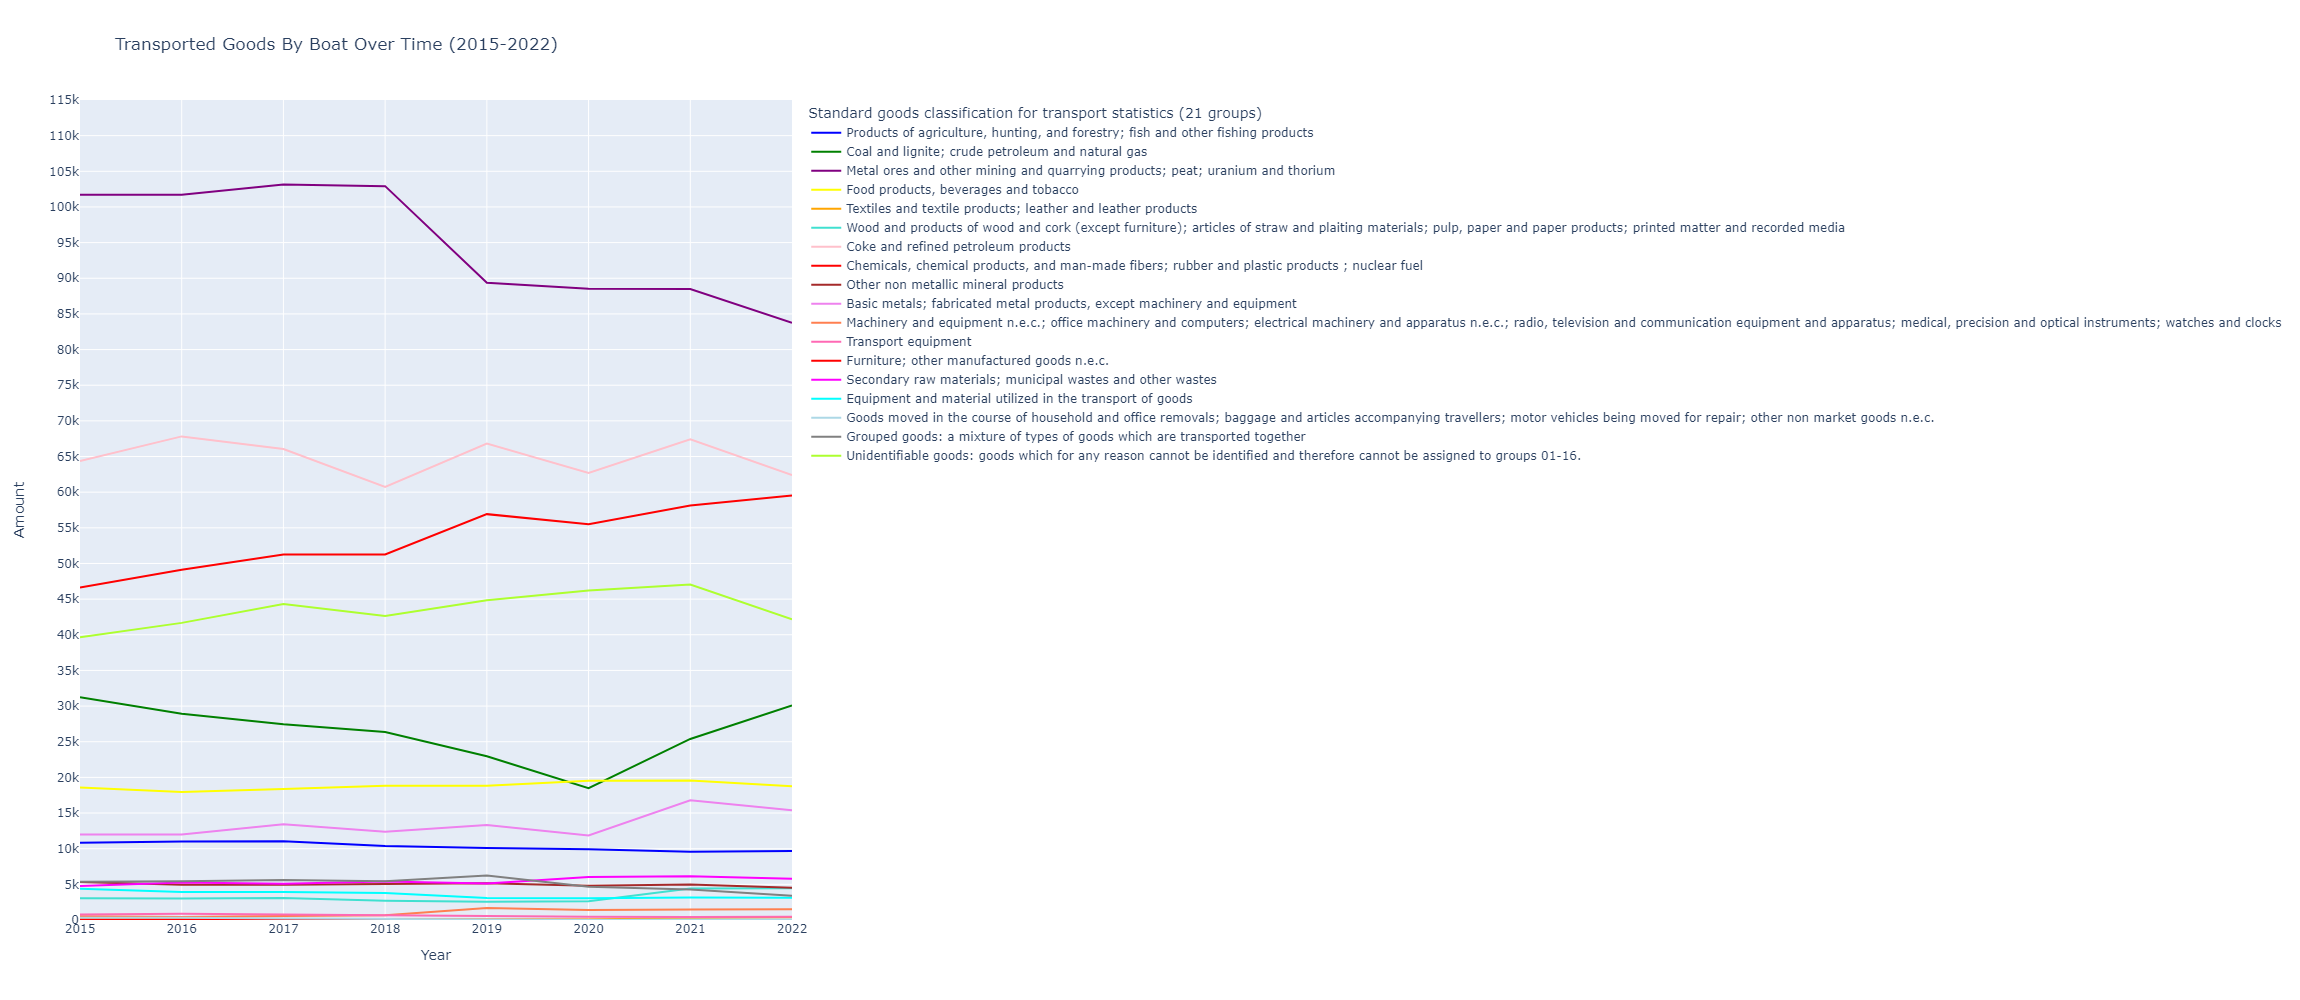 Transported Goods By Boat Over Time (2015-2022)
115k
110k
105k
100k
95k
90k
85k
80k
75k
70k
65k
60k
55k
50k
45k
40k
35k
30k
25k
20k
15k
10k
5k
0
Amount
2015 2016 2017 2018 2019 2020 2021 2022
Year
Standard goods classification for transport statistics (21 groups)
Products of agriculture, hunting, and forestry; fish and other fishing products
Coal and lignite; crude petroleum and natural gas
Metal ores and other mining and quarrying products; peat; uranium and thorium
Food products, beverages and tobacco
Textiles and textile products; leather and leather products
Wood and products of wood and cork (except furniture); articles of straw and plaiting materials; pulp, paper and paper products; printed matter and recorded media
Coke and refined petroleum products
Chemicals, chemical products, and man-made fibers; rubber and plastic products ; nuclear fuel
Other non metallic mineral products
Basic metals; fabricated metal products, except machinery and equipment
Machinery and equipment n.e.c.; office machinery and computers; electrical machinery and apparatus n.e.c.; radio, television and communication equipment and apparatus; medical, precision and optical instruments; watches and clocks
Transport equipment
Furniture; other manufactured goods n.e.c.
Secondary raw materials; municipal wastes and other wastes
Equipment and material utilized in the transport of goods
Goods moved in the course of household and office removals; baggage and articles accompanying travellers; motor vehicles being moved for repair; other non market goods n.e.c.
Grouped goods: a mixture of types of goods which are transported together
Unidentifiable goods: goods which for any reason cannot be identified and therefore cannot be assigned to groups 01-16.